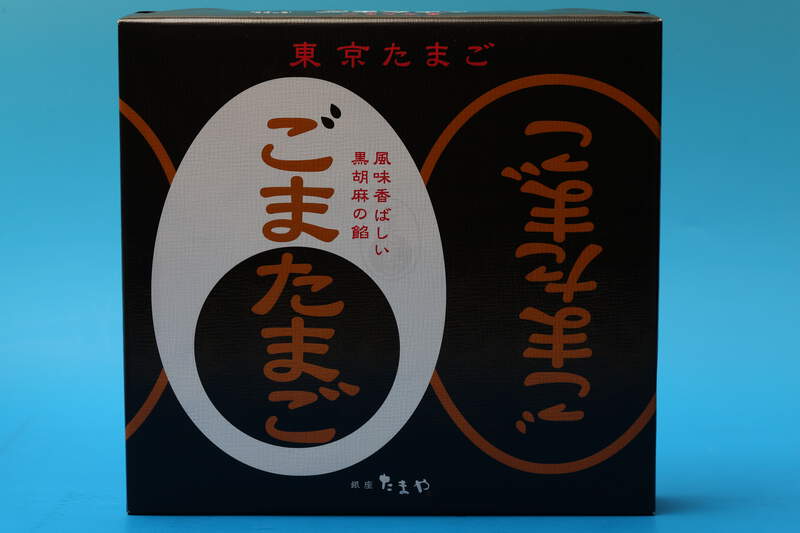 東京たまご
ごまたまご
風味香ばしい
黒胡麻の餡
ごまたまご
銀座 たまや